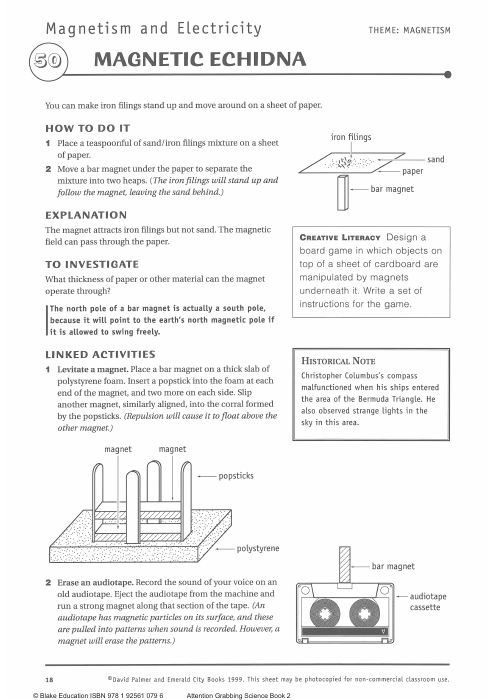 Magnetism and Electricity
THEME: MAGNETISM
50
MAGNETIC ECHIDNA
You can make iron filings stand up and move around on a sheet of paper.
HOW TO DO IT
1 Place a teaspoonful of sand/iron filings mixture on a sheet
of paper.
2 Move a bar magnet under the paper to separate the
mixture into two heaps. (The iron filings will stand up and
follow the magnet, leaving the sand behind.)
iron filings
sand
paper
bar magnet
EXPLANATION
The magnet attracts iron filings but not sand. The magnetic
field can pass through the paper.
TO INVESTIGATE
What thickness of paper or other material can the magnet
operate through?
The north pole of a bar magnet is actually a south pole,
because it will point to the earth's north magnetic pole if
it is allowed to swing freely.
CREATIVE LITERACY Design a
board game in which objects on
top of a sheet of cardboard are
manipulated by magnets
underneath it. Write a set of
instructions for the game.
LINKED ACTIVITIES
1 Levitate a magnet. Place a bar magnet on a thick slab of
polystyrene foam. Insert a popstick into the foam at each
end of the magnet, and two more on each side. Slip
another magnet, similarly aligned, into the corral formed
by the popsticks. (Repulsion will cause it to float above the
other magnet.)
HISTORICAL NOTE
Christopher Columbus's compass
malfunctioned when his ships entered
the area of the Bermuda Triangle. He
also observed strange lights in the
sky in this area.
magnet
magnet
popsticks
polystyrene
2 Erase an audiotape. Record the sound of your voice on an
old audiotape. Eject the audiotape from the machine and
run a strong magnet along that section of the tape. (An
audiotape has magnetic particles on its surface, and these
are pulled into patterns when sound is recorded. However, a
magnet will erase the patterns.)
bar magnet
audiotape
cassette
18
©David Palmer and Emerald City Books 1999. This sheet may be photocopied for non-commercial classroom use.
© Blake Education ISBN 978 1 92561 079 6
Attention Grabbing Science Book 2